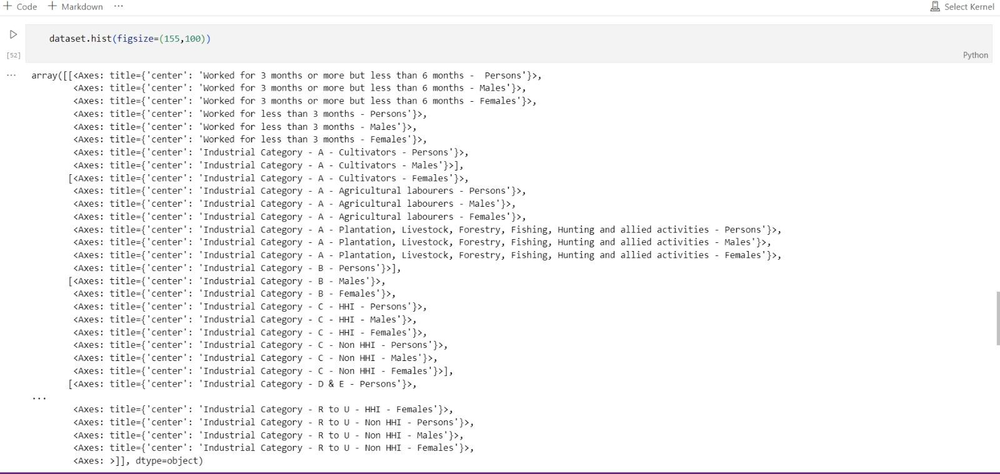 + Code + Markdown ...
Select Kernel
dataset.hist(figsize=(155,100))
[52]
Python
... array([[<Axes: title={'center': 'Worked for 3 months or more but less than 6 months -  Persons'}>,
<Axes: title={'center': 'Worked for 3 months or more but less than 6 months - Males'}>,
<Axes: title={'center': 'Worked for 3 months or more but less than 6 months - Females'}>,
<Axes: title={'center': 'Worked for less than 3 months - Persons'}>,
<Axes: title={'center': 'Worked for less than 3 months - Males'}>,
<Axes: title={'center': 'Worked for less than 3 months - Females'}>,
<Axes: title={'center': 'Industrial Category - A - Cultivators - Persons'}>,
<Axes: title={'center': 'Industrial Category - A - Cultivators - Males'}>],
[<Axes: title={'center': 'Industrial Category - A - Cultivators - Females'}>,
<Axes: title={'center': 'Industrial Category - A - Agricultural labourers - Persons'}>,
<Axes: title={'center': 'Industrial Category - A - Agricultural labourers - Males'}>,
<Axes: title={'center': 'Industrial Category - A - Agricultural labourers - Females'}>,
<Axes: title={'center': 'Industrial Category - A - Plantation, Livestock, Forestry, Fishing, Hunting and allied activities - Persons'}>,
<Axes: title={'center': 'Industrial Category - A - Plantation, Livestock, Forestry, Fishing, Hunting and allied activities - Males'}>,
<Axes: title={'center': 'Industrial Category - A - Plantation, Livestock, Forestry, Fishing, Hunting and allied activities - Females'}>,
<Axes: title={'center': 'Industrial Category - B - Persons'}>],
[<Axes: title={'center': 'Industrial Category - B - Males'}>,
<Axes: title={'center': 'Industrial Category - B - Females'}>,
<Axes: title={'center': 'Industrial Category - C - HHI - Persons'}>,
<Axes: title={'center': 'Industrial Category - C - HHI - Males'}>,
<Axes: title={'center': 'Industrial Category - C - HHI - Females'}>,
<Axes: title={'center': 'Industrial Category - C - Non HHI - Persons'}>,
<Axes: title={'center': 'Industrial Category - C - Non HHI - Males'}>,
<Axes: title={'center': 'Industrial Category - C - Non HHI - Females'}>],
[<Axes: title={'center': 'Industrial Category - D & E - Persons'}>,
...
<Axes: title={'center': 'Industrial Category - R to U - HHI - Females'}>,
<Axes: title={'center': 'Industrial Category - R to U - Non HHI - Persons'}>,
<Axes: title={'center': 'Industrial Category - R to U - Non HHI - Males'}>,
<Axes: title={'center': 'Industrial Category - R to U - Non HHI - Females'}>,
<Axes: >]], dtype=object)